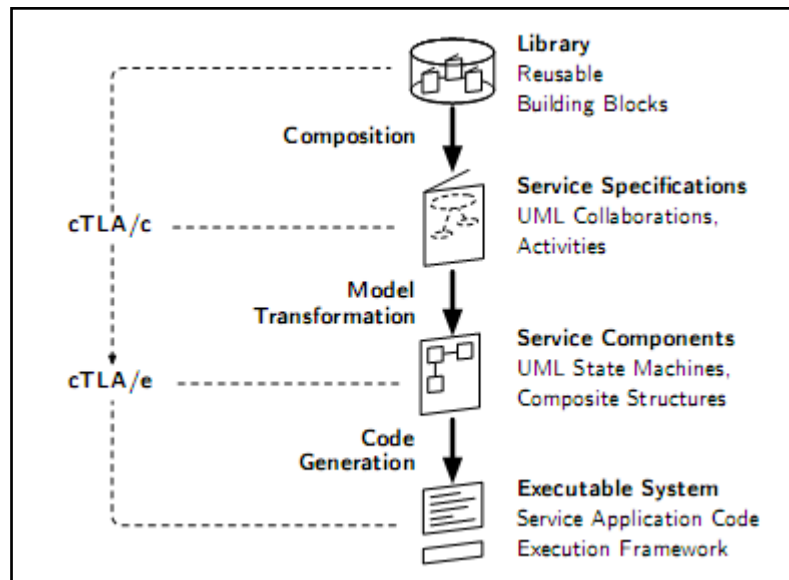 Library
Reusable
Building Blocks
Composition
Service Specifications
UML Collaborations,
Activities
cTLA/c
Model
Transformation
Service Components
UML State Machines,
Composite Structures
cTLA/e
Code
Generation
Executable System
Service Application Code
Execution Framework